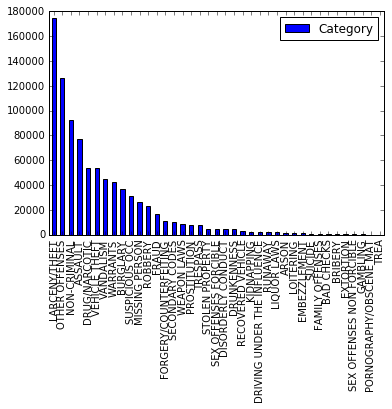 180000
160000
140000
120000
100000
80000
60000
40000
20000
0
Category
LARCENY/THEFT
OTHER OFFENSES
NON-CRIMINAL
ASSAULT
DRUG/NARCOTIC
VEHICLE THEFT
VANDALISM
WARRANTS
BURGLARY
SUSPICIOUS OCC
MISSING PERSON
ROBBERY
FRAUD
FORGERY/COUNTERFEITING
SECONDARY CODES
WEAPON LAWS
PROSTITUTION
TRESPASS
STOLEN PROPERTY
SEX OFFENSES FORCIBLE
DISORDERLY CONDUCT
DRUNKENNESS
RECOVERED VEHICLE
KIDNAPPING
DRIVING UNDER THE INFLUENCE
RUNAWAY
LIQUOR LAWS
ARSON
LOITERING
EMBEZZLEMENT
SUICIDE
FAMILY OFFENSES
BAD CHECKS
BRIBERY
EXTORTION
SEX OFFENSES NON FORCIBLE
GAMBLING
PORNOGRAPHY/OBSCENE MAT
TREA